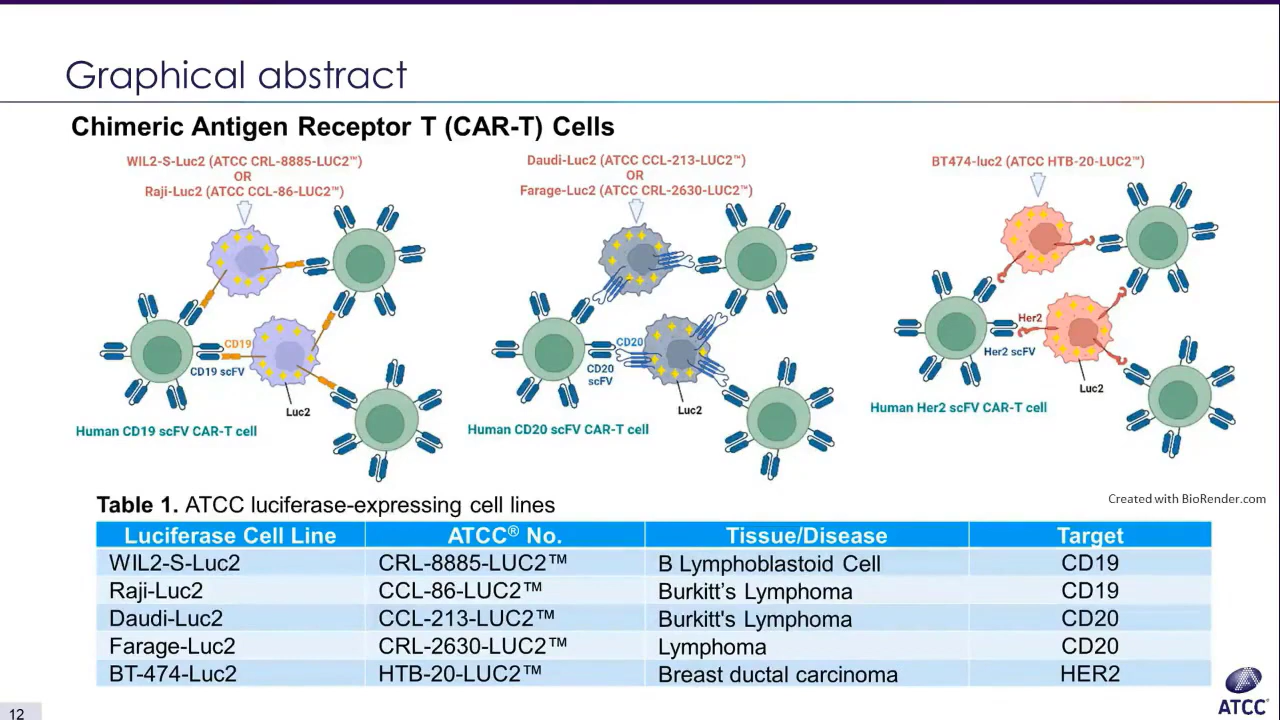 Graphical abstract
Chimeric Antigen Receptor T (CAR-T) Cells
WIL2-S-Luc2 (ATCC CRL-8885-LUC2™)
OR
Raji-Luc2 (ATCC CCL-86-LUC2™)
CD19
CD19 scFV
Luc2
Human CD19 scFV CAR-T cell
Daudi-Luc2 (ATCC CCL-213-LUC2™)
OR
Farage-Luc2 (ATCC CRL-2630-LUC2™)
CD20
CD20
scFV
Luc2
Human CD20 scFV CAR-T cell
BT474-luc2 (ATCC HTB-20-LUC2™)
Her2
Her2 scFV
Luc2
Human Her2 scFV CAR-T cell
Created with BioRender.com
Table 1. ATCC luciferase-expressing cell lines
Luciferase Cell Line ATCC® No. Tissue/Disease Target
WIL2-S-Luc2 CRL-8885-LUC2™ B Lymphoblastoid Cell CD19
Raji-Luc2 CCL-86-LUC2™ Burkitt’s Lymphoma CD19
Daudi-Luc2 CCL-213-LUC2™ Burkitt's Lymphoma CD20
Farage-Luc2 CRL-2630-LUC2™ Lymphoma CD20
BT-474-Luc2 HTB-20-LUC2™ Breast ductal carcinoma HER2
12
ATCC